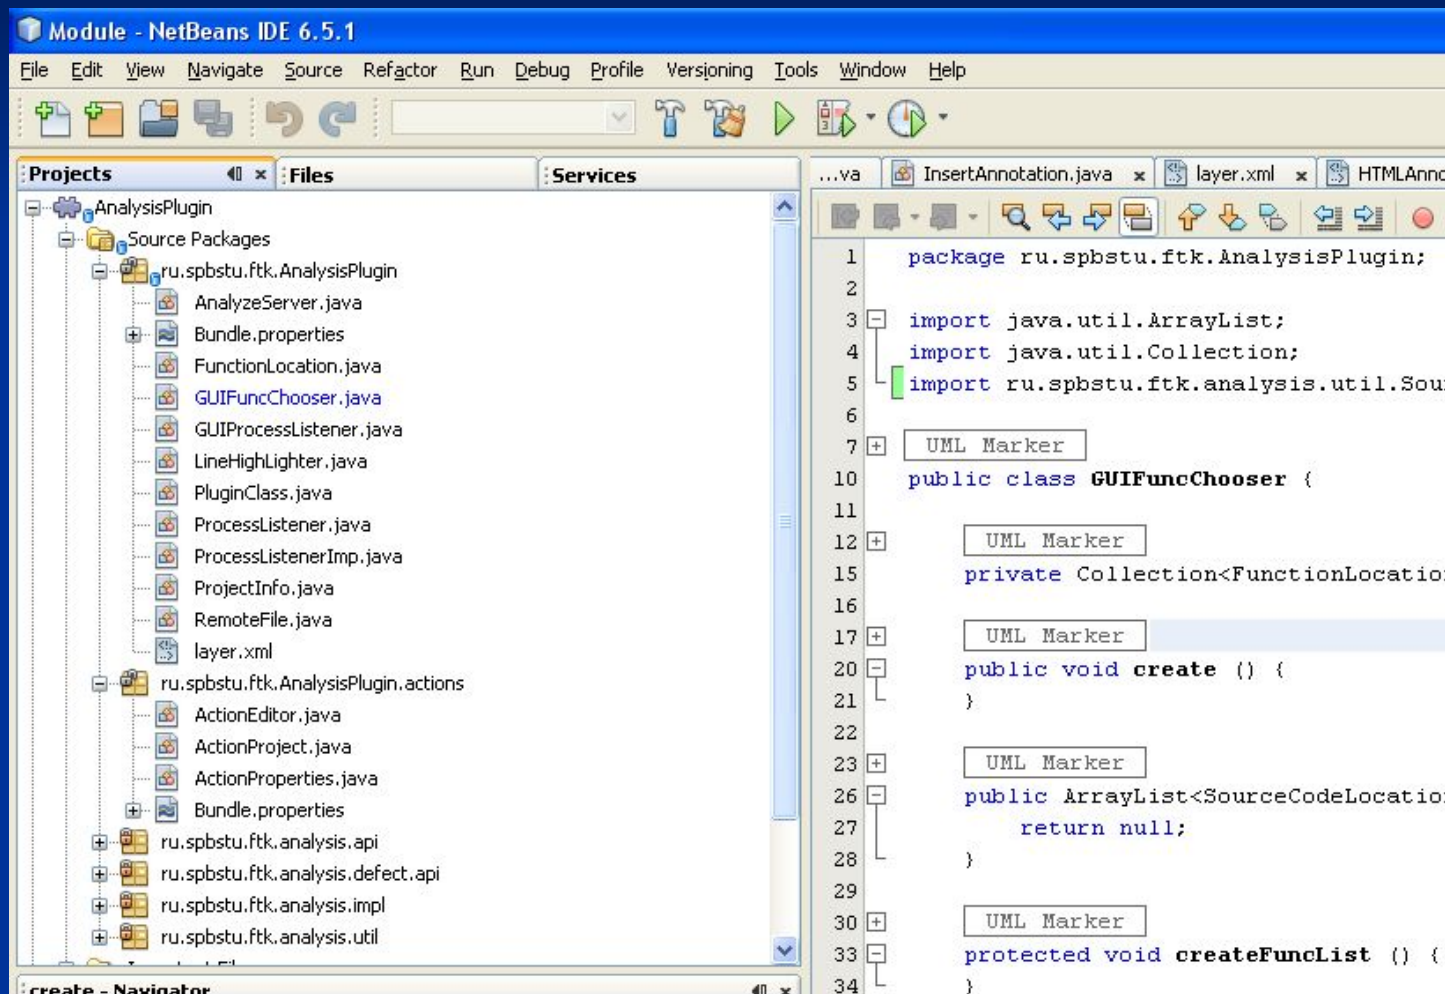 Module - NetBeans IDE 6.5.1
File Edit View Navigate Source Refactor Run Debug Profile Versioning Tools Window Help
Projects
Files
Services
AnalysisPlugin
Source Packages
ru.spbstu.ftk.AnalysisPlugin
AnalyzeServer.java
Bundle.properties
FunctionLocation.java
GUIFuncChooser.java
GUIProcessListener.java
LineHighLighter.java
PluginClass.java
ProcessListener.java
ProcessListenerImp.java
ProjectInfo.java
RemoteFile.java
layer.xml
ru.spbstu.ftk.AnalysisPlugin.actions
ActionEditor.java
ActionProject.java
ActionProperties.java
Bundle.properties
ru.spbstu.ftk.analysis.api
ru.spbstu.ftk.analysis.defect.api
ru.spbstu.ftk.analysis.impl
ru.spbstu.ftk.analysis.util
create - Navigator
...va InsertAnnotation.java layer.xml HTMLAnno
1 package ru.spbstu.ftk.AnalysisPlugin;
2
3 import java.util.ArrayList;
4 import java.util.Collection;
5 import ru.spbstu.ftk.analysis.util.Sou
6
7 UML Marker
10 public class GUIFuncChooser {
11
12 UML Marker
15 private Collection<FunctionLocation
16
17 UML Marker
20 public void create () {
21 }
22
23 UML Marker
26 public ArrayList<SourceCodeLocation
27 return null;
28 }
29
30 UML Marker
33 protected void createFuncList () {
34 }